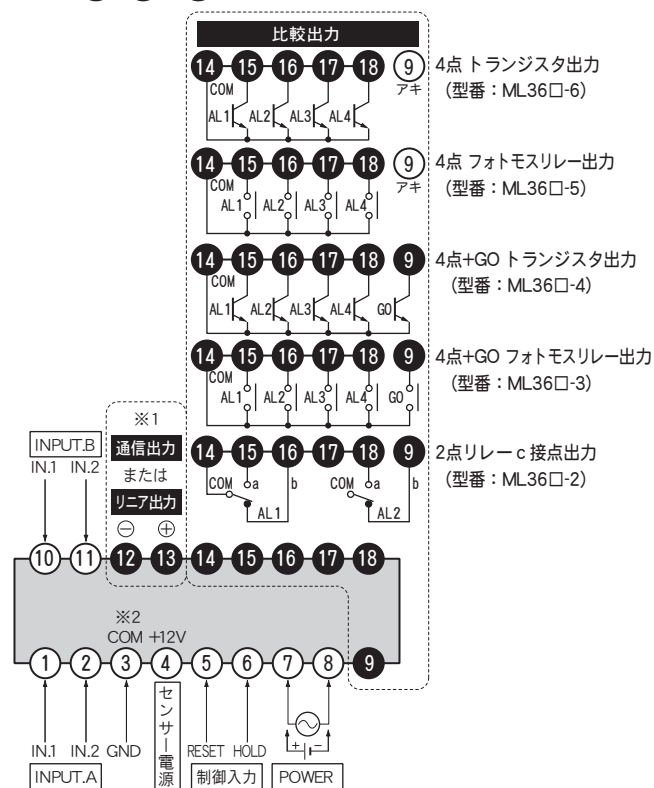 比較出力
14 15 16 17 18 9
COM アキ
AL1 AL2 AL3 AL4
4点 トランジスタ出力
(型番：ML36□-6)
14 15 16 17 18 9
COM アキ
AL1 AL2 AL3 AL4
4点 フォトモスリレー出力
(型番：ML36□-5)
14 15 16 17 18 9
COM
AL1 AL2 AL3 AL4 GO
4点+GO トランジスタ出力
(型番：ML36□-4)
14 15 16 17 18 9
COM
AL1 AL2 AL3 AL4 GO
4点+GO フォトモスリレー出力
(型番：ML36□-3)
14 15 16 17 18 9
COM a b COM a b
AL1 AL2
2点リレー c 接点出力
(型番：ML36□-2)
※1
INPUT.B
IN.1 IN.2
通信出力
または
リニア出力
⊖ ⊕
10 11 12 13 14 15 16 17 18
※2
COM +12V
1 2 3 4 5 6 7 8 9
IN.1 IN.2 GND
INPUT.A
センサー電源
RESET HOLD
制御入力
+ −
POWER